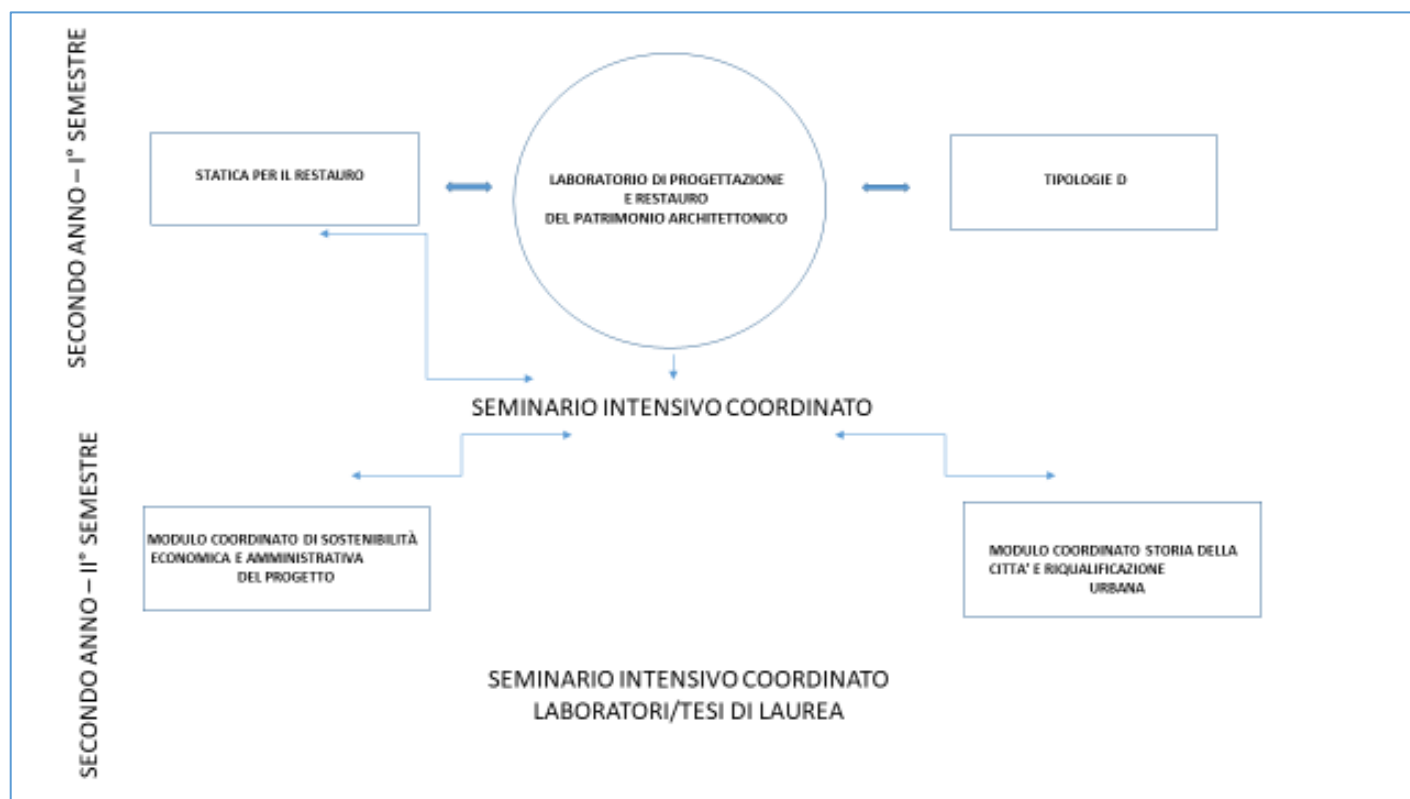 SECONDO ANNO – I° SEMESTRE
STATICA PER IL RESTAURO
LABORATORIO DI PROGETTAZIONE
E RESTAURO
DEL PATRIMONIO ARCHITETTONICO
TIPOLOGIE D
SEMINARIO INTENSIVO COORDINATO
SECONDO ANNO – II° SEMESTRE
MODULO COORDINATO DI SOSTENIBILITÀ
ECONOMICA E AMMINISTRATIVA
DEL PROGETTO
MODULO COORDINATO STORIA DELLA
CITTA' E RIQUALIFICAZIONE
URBANA
SEMINARIO INTENSIVO COORDINATO
LABORATORI/TESI DI LAUREA